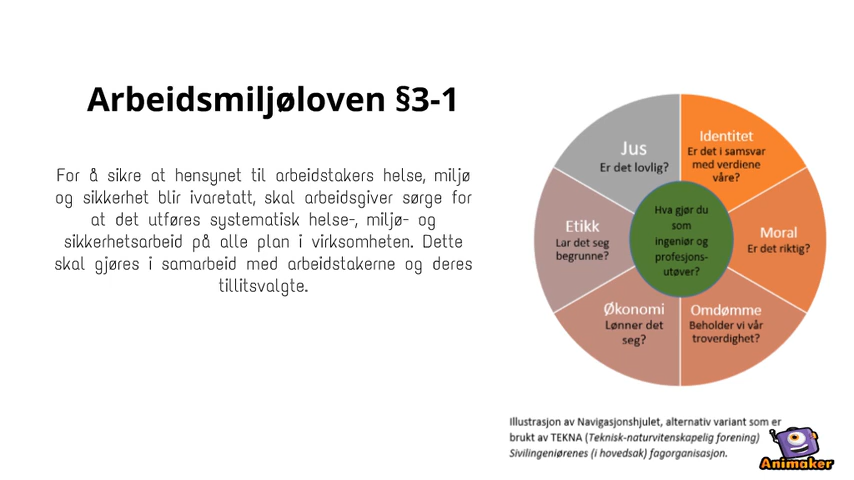 Arbeidsmiljøloven §3-1
For å sikre at hensynet til arbeidstakers helse, miljø
og sikkerhet blir ivaretatt, skal arbeidsgiver sørge for
at det utføres systematisk helse-, miljø- og
sikkerhetsarbeid på alle plan i virksomheten. Dette
skal gjøres i samarbeid med arbeidstakerne og deres
tillitsvalgte.
Jus
Er det lovlig?
Identitet
Er det i samsvar
med verdiene
våre?
Etikk
Lar det seg
begrunne?
Hva gjør du
som
ingeniør og
profesjons-
utøver?
Moral
Er det riktig?
Økonomi
Lønner det
seg?
Omdømme
Beholder vi vår
troverdighet?
Illustrasjon av Navigasjonshjulet, alternativ variant som er
brukt av TEKNA (Teknisk-naturvitenskapelig forening)
Sivilingeniørenes (i hovedsak) fagorganisasjon.
Animaker